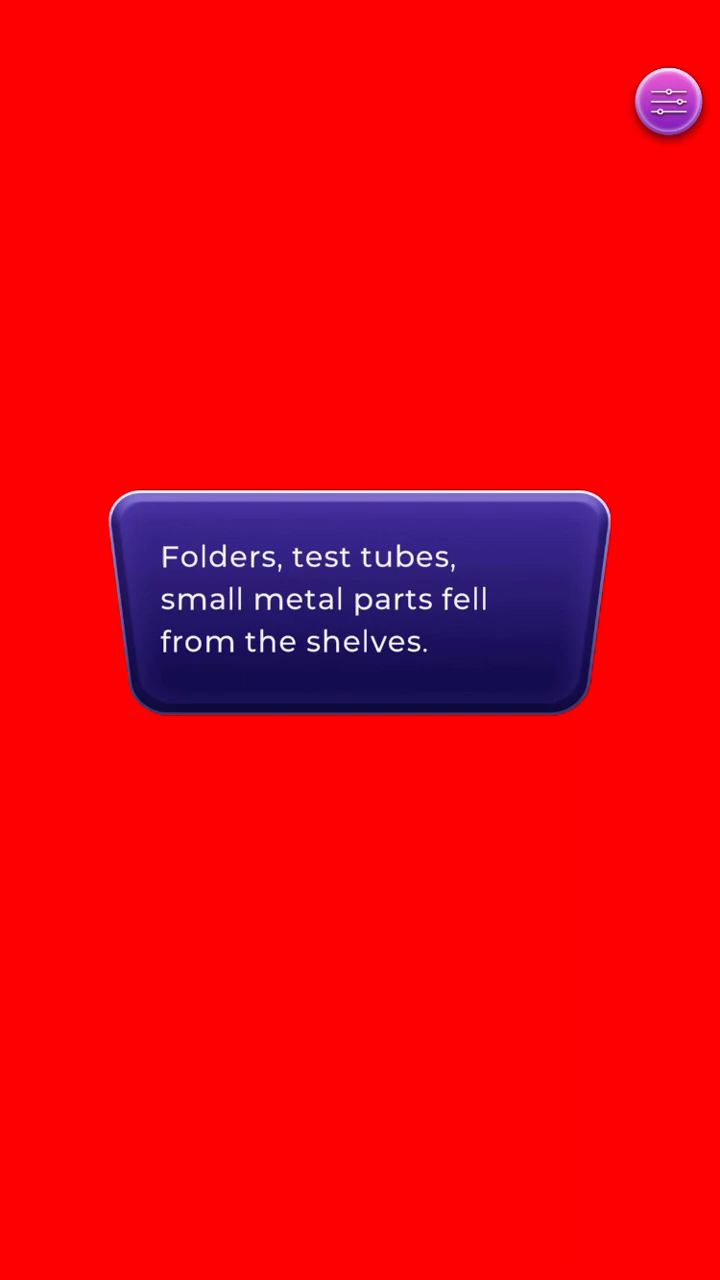 Folders, test tubes,
small metal parts fell
from the shelves.